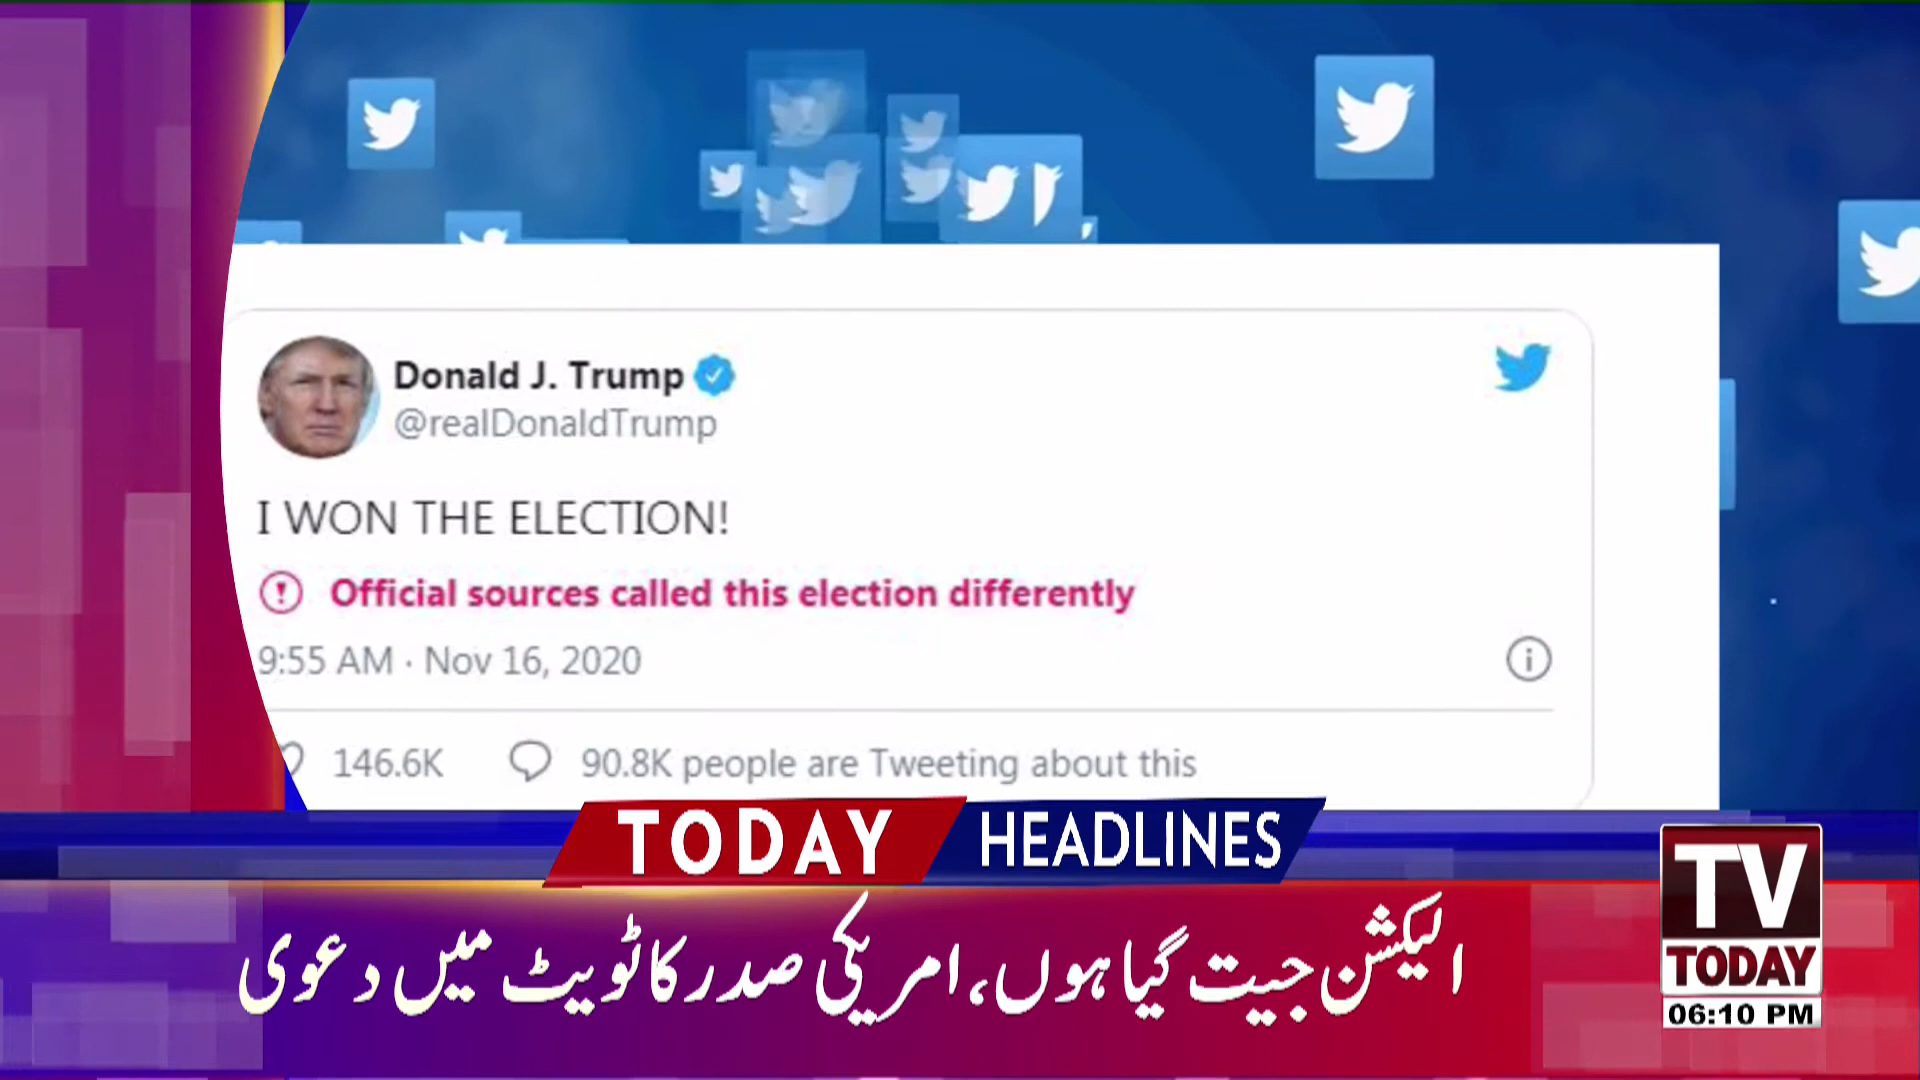 Donald J. Trump
@realDonaldTrump
I WON THE ELECTION!
Official sources called this election differently
9:55 AM · Nov 16, 2020
146.6K 90.8K people are Tweeting about this
TODAY HEADLINES
الیکشن جیت گیا ہوں، امریکی صدر کا ٹویٹ میں دعوی
TV
TODAY
06:10 PM